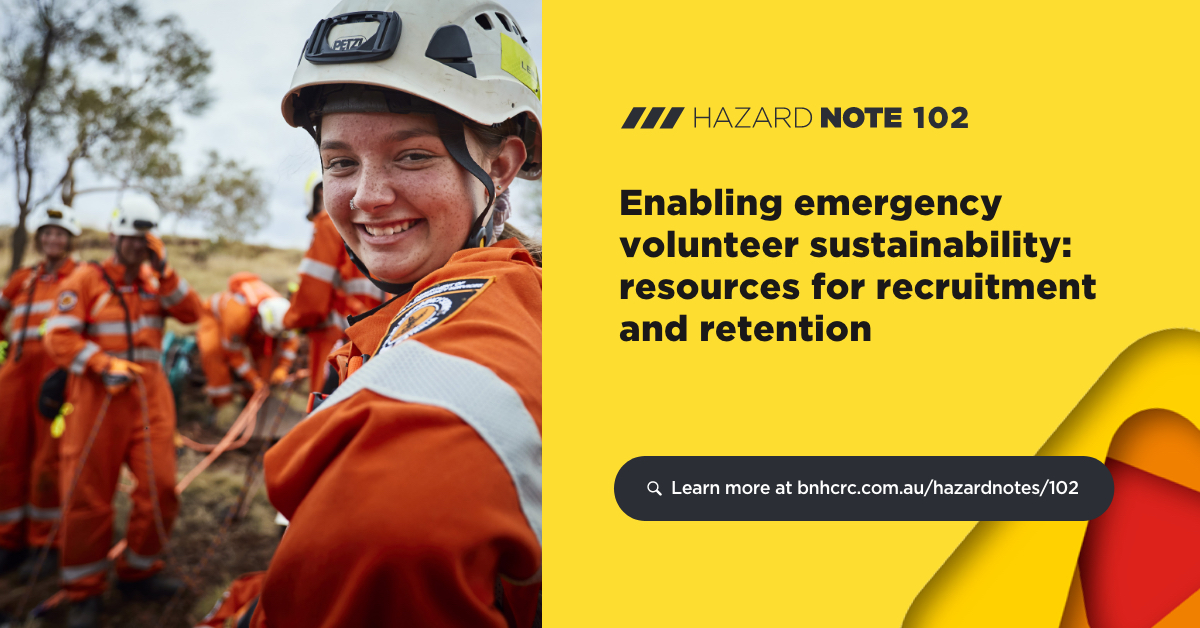 PETZL
HAZARD NOTE 102
Enabling emergency
volunteer sustainability:
resources for recruitment
and retention
Learn more at bnhcrc.com.au/hazardnotes/102